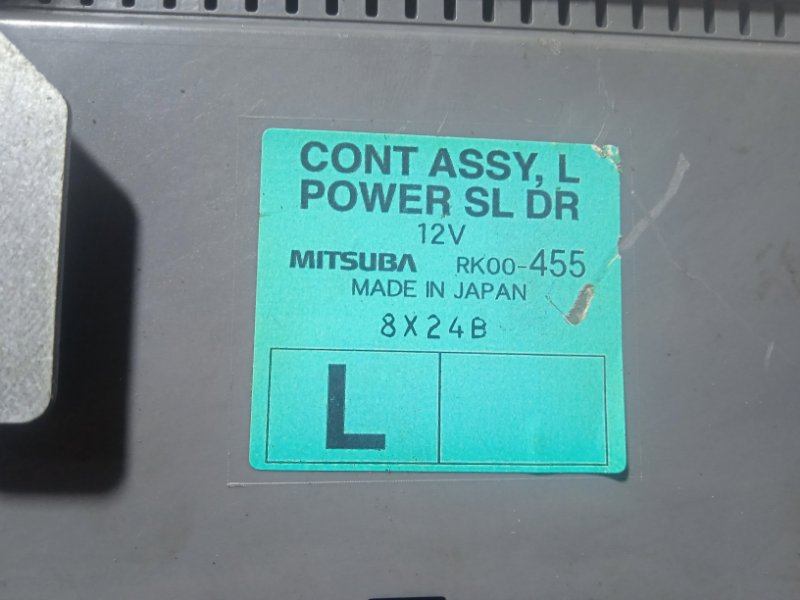 CONT ASSY, L
POWER SL DR
12V
MITSUBA RK00-455
MADE IN JAPAN
8X24B
L